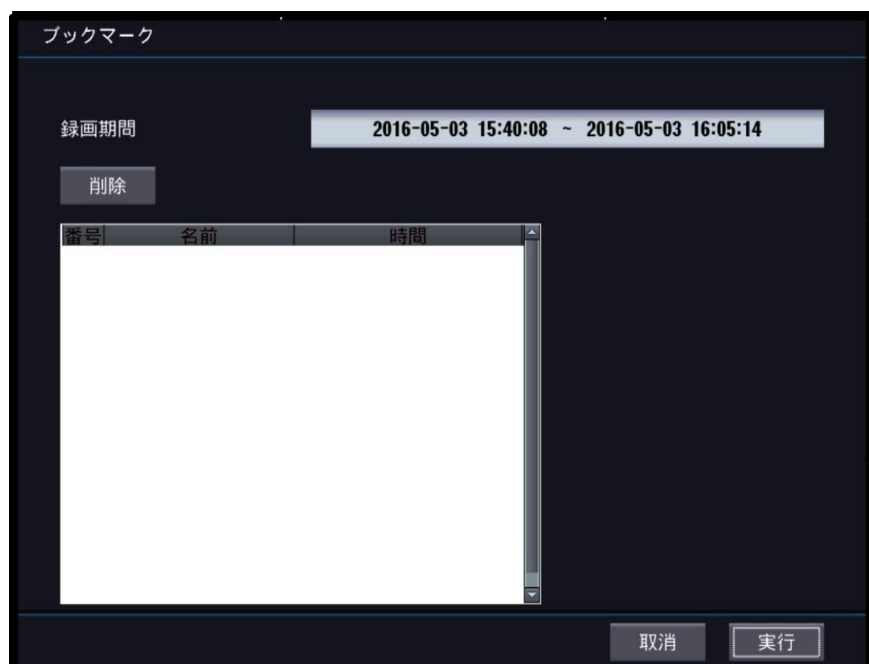 ブックマーク
録画期間 2016-05-03 15:40:08 ~ 2016-05-03 16:05:14
削除
番号 名前 時間
取消 実行